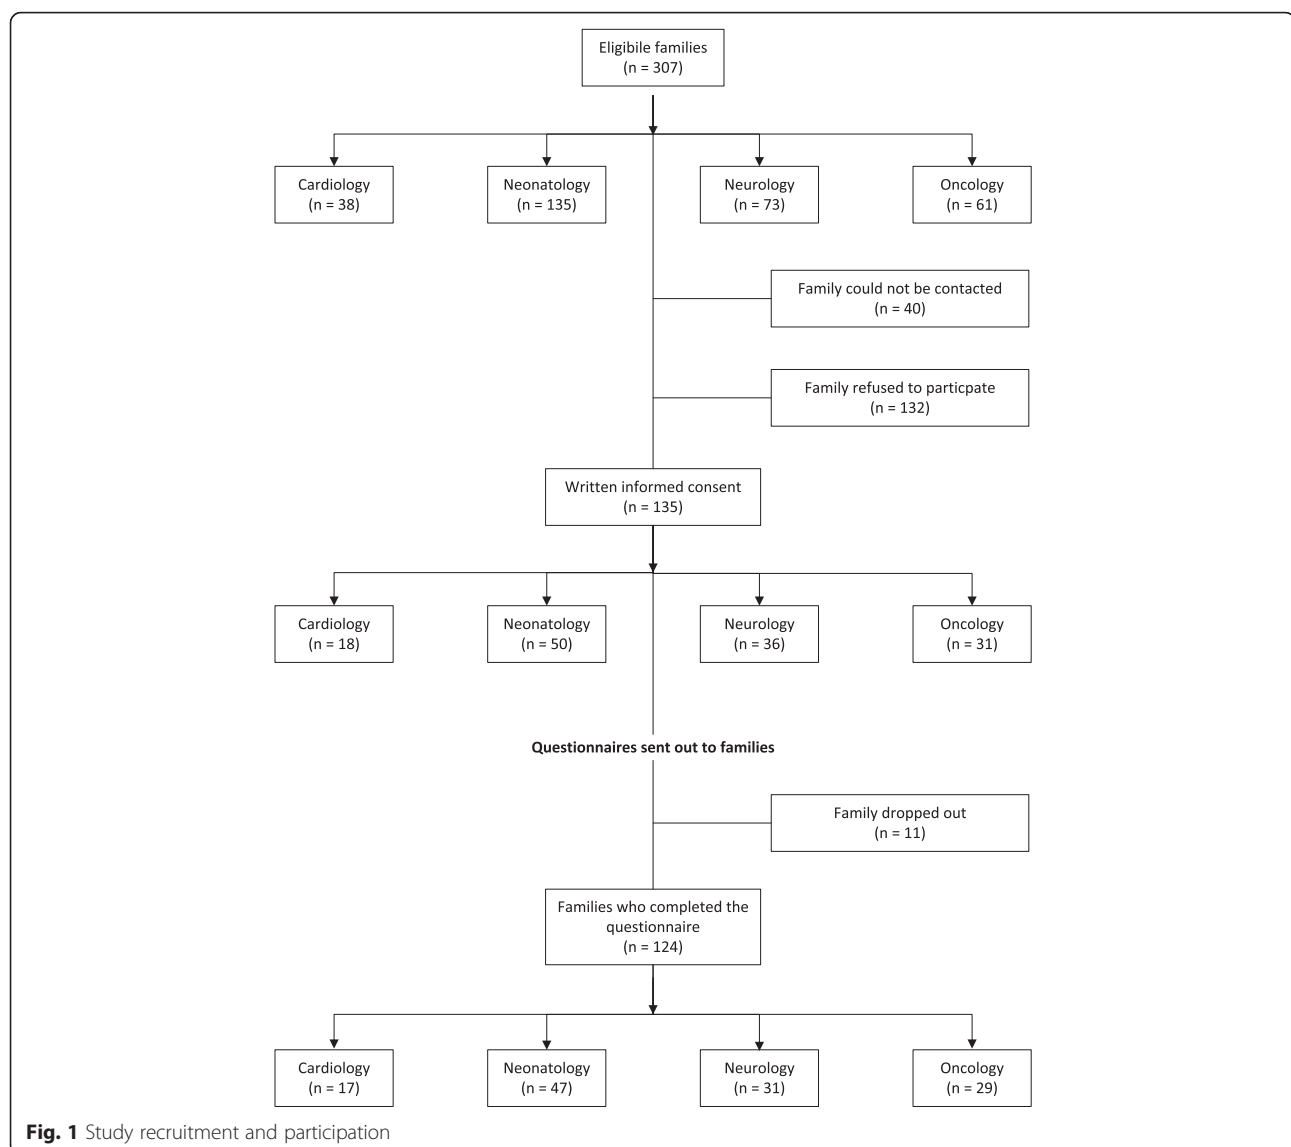 Eligibile families
(n = 307)
Cardiology
(n = 38)
Neonatology
(n = 135)
Neurology
(n = 73)
Oncology
(n = 61)
Family could not be contacted
(n = 40)
Family refused to particpate
(n = 132)
Written informed consent
(n = 135)
Cardiology
(n = 18)
Neonatology
(n = 50)
Neurology
(n = 36)
Oncology
(n = 31)
Questionnaires sent out to families
Family dropped out
(n = 11)
Families who completed the
questionnaire
(n = 124)
Cardiology
(n = 17)
Neonatology
(n = 47)
Neurology
(n = 31)
Oncology
(n = 29)
Fig. 1 Study recruitment and participation